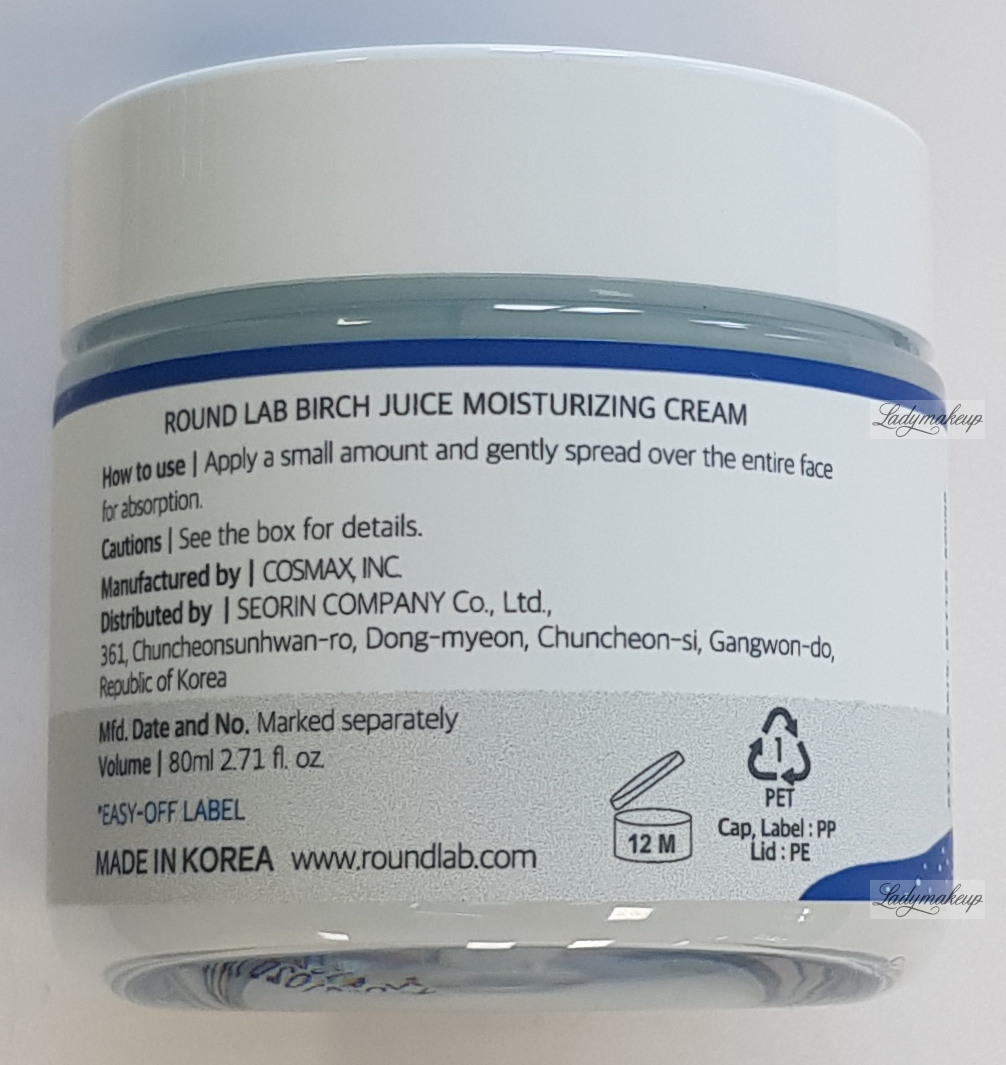 ROUND LAB BIRCH JUICE MOISTURIZING CREAM
How to use | Apply a small amount and gently spread over the entire face
for absorption.
Cautions | See the box for details.
Manufactured by | COSMAX, INC.
Distributed by | SEORIN COMPANY Co., Ltd.,
361, Chuncheonsunhwan-ro, Dong-myeon, Chuncheon-si, Gangwon-do,
Republic of Korea
Mfd. Date and No. Marked separately
Volume | 80ml 2.71 fl. oz.
*EASY-OFF LABEL
MADE IN KOREA www.roundlab.com
12 M
1
PET
Cap, Label : PP
Lid : PE
Ladymakeup
Ladymakeup